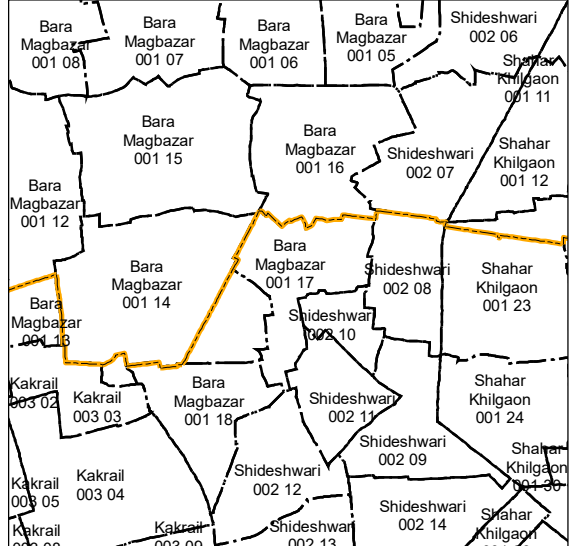 Bara
Magbazar
001 08
Bara
Magbazar
001 07
Bara
Magbazar
001 06
Bara
Magbazar
001 05
Shideshwari
002 06
Shahar
Khilgaon
001 11
Bara
Magbazar
001 15
Bara
Magbazar
001 16
Shideshwari
002 07
Shahar
Khilgaon
001 12
Bara
Magbazar
001 12
Bara
Magbazar
001 14
Bara
Magbazar
001 17
Shideshwari
002 08
Shahar
Khilgaon
001 23
Bara
Magbazar
001 13
Shideshwari
002 10
Kakrail
003 02
Kakrail
003 03
Bara
Magbazar
001 18
Shideshwari
002 11
Shahar
Khilgaon
001 24
Shideshwari
002 09
Shahar
Khilgaon
001 30
Kakrail
003 05
Kakrail
003 04
Shideshwari
002 12
Shideshwari
002 14
Kakrail
Kakrail
003 09
Shideshwari
002 13
Shahar
Khilgaon